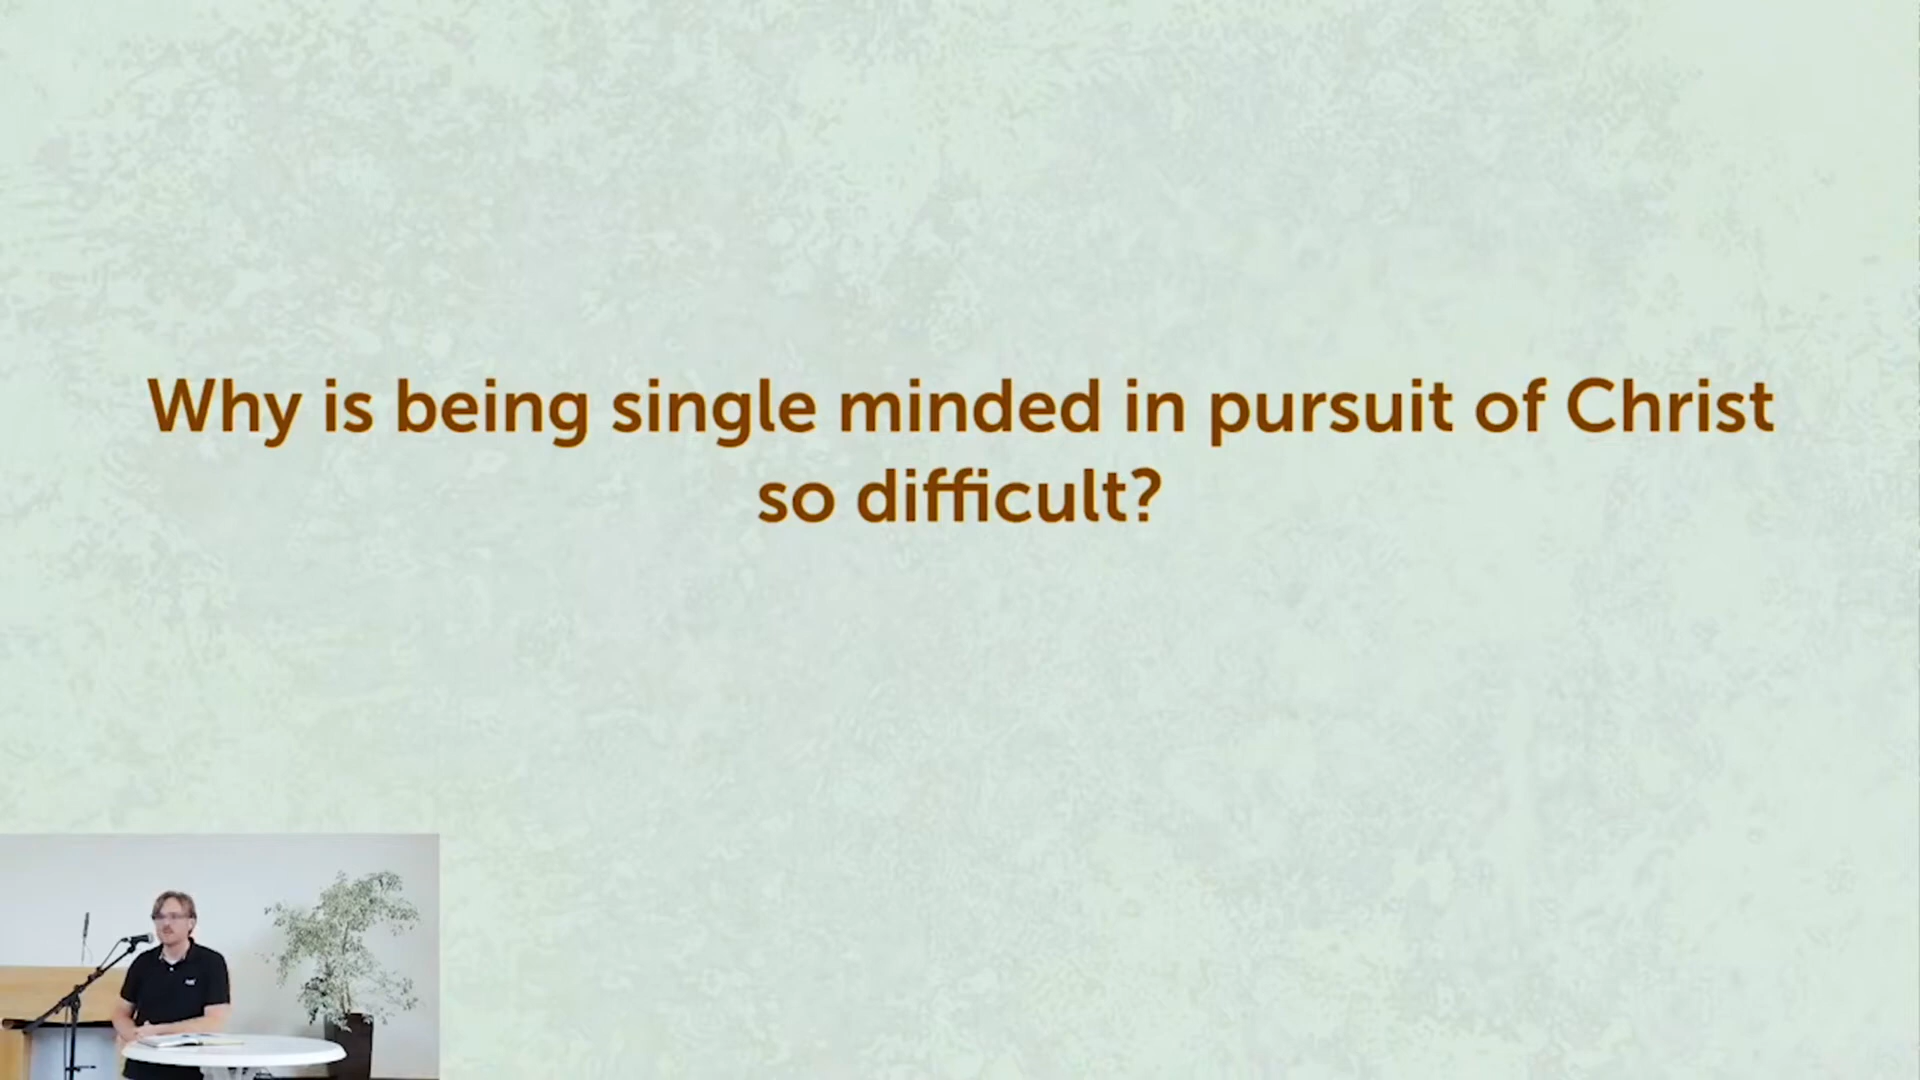 Why is being single minded in pursuit of Christ
so difficult?